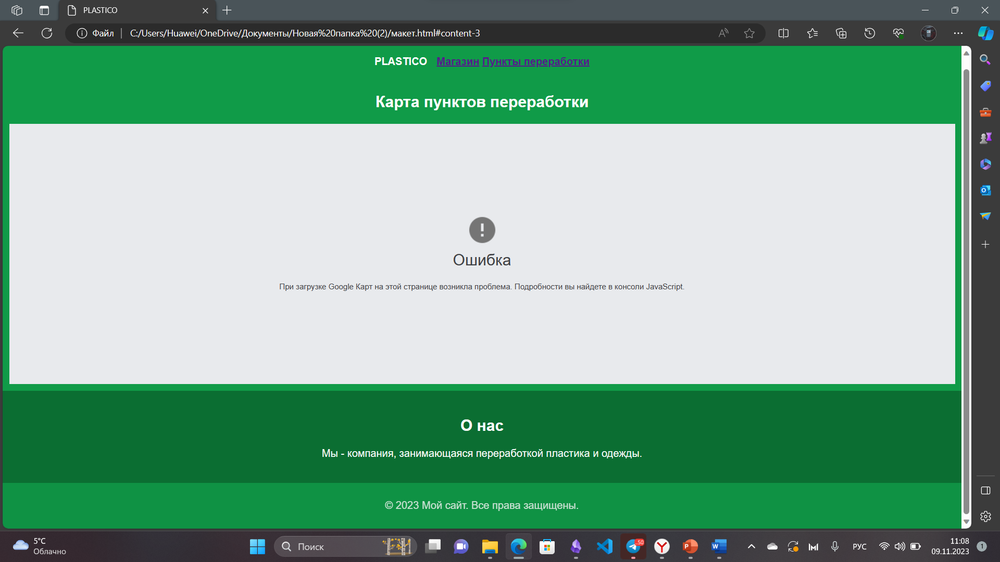 PLASTICO
Файл
C:/Users/Huawei/OneDrive/Документы/Новая%20папка%20(2)/макет.html#content-3
PLASTICO Магазин Пункты переработки
Карта пунктов переработки
Ошибка
При загрузке Google Карт на этой странице возникла проблема. Подробности вы найдете в консоли JavaScript.
О нас
Мы - компания, занимающаяся переработкой пластика и одежды.
© 2023 Мой сайт. Все права защищены.
5°C
Облачно
Поиск
..50
РУС
11:08
09.11.2023
1